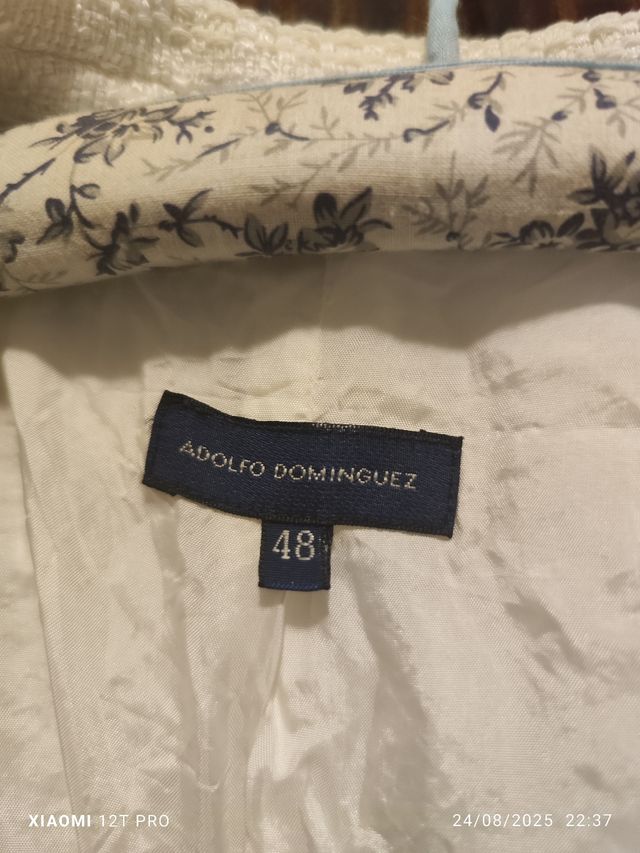 ADOLFO DOMINGUEZ
48
XIAOMI 12T PRO
24/08/2025 22:37